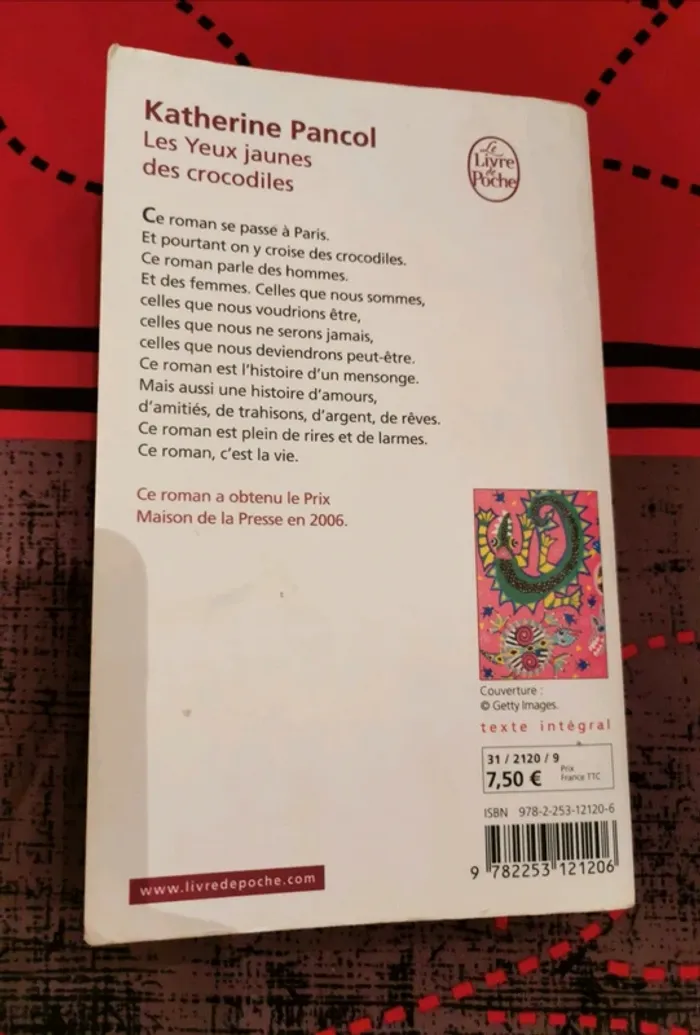 Katherine Pancol
Les Yeux jaunes
des crocodiles
Le
Livre
de
Poche
Ce roman se passe à Paris.
Et pourtant on y croise des crocodiles.
Ce roman parle des hommes.
Et des femmes. Celles que nous sommes,
celles que nous voudrions être,
celles que nous ne serons jamais,
celles que nous deviendrons peut-être.
Ce roman est l'histoire d'un mensonge.
Mais aussi une histoire d'amours,
d'amitiés, de trahisons, d'argent, de rêves.
Ce roman est plein de rires et de larmes.
Ce roman, c'est la vie.
Ce roman a obtenu le Prix
Maison de la Presse en 2006.
Couverture :
© Getty Images.
texte intégral
31 / 2120 / 9
7,50 € Prix
France TTC
ISBN 978-2-253-12120-6
9 782253 121206
www.livredepoche.com